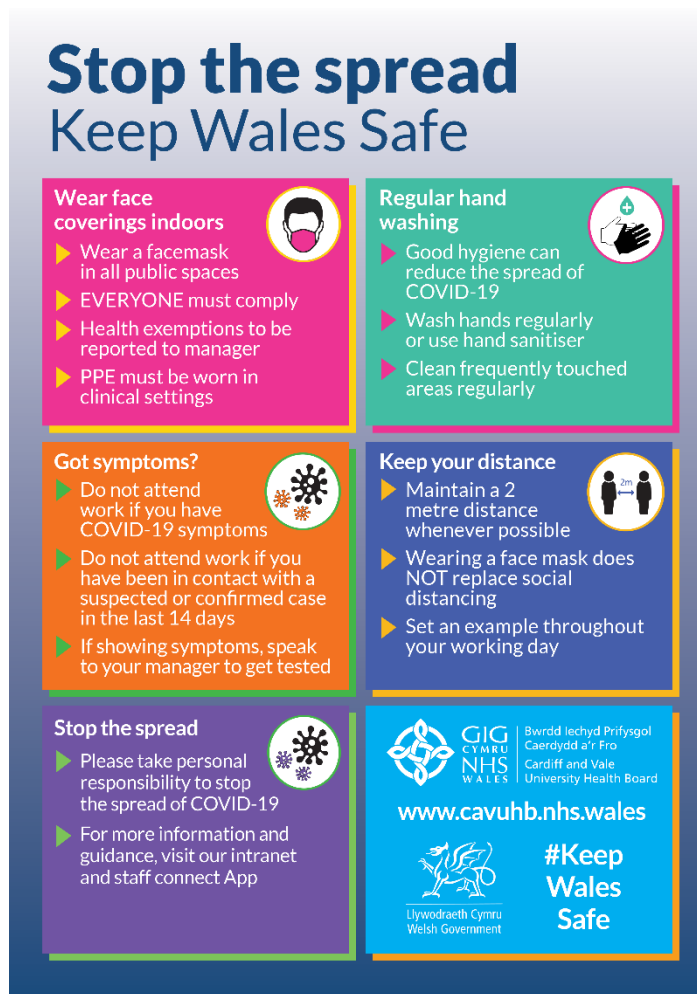 Stop the spread
Keep Wales Safe
Wear face
coverings indoors
Wear a facemask
in all public spaces
EVERYONE must comply
Health exemptions to be
reported to manager
PPE must be worn in
clinical settings
Regular hand
washing
Good hygiene can
reduce the spread of
COVID-19
Wash hands regularly
or use hand sanitiser
Clean frequently touched
areas regularly
Got symptoms?
Do not attend
work if you have
COVID-19 symptoms
Do not attend work if you
have been in contact with a
suspected or confirmed case
in the last 14 days
If showing symptoms, speak
to your manager to get tested
Keep your distance
2m
Maintain a 2
metre distance
whenever possible
Wearing a face mask does
NOT replace social
distancing
Set an example throughout
your working day
Stop the spread
Please take personal
responsibility to stop
the spread of COVID-19
For more information and
guidance, visit our intranet
and staff connect App
GIG
CYMRU
NHS
WALES
Bwrdd Iechyd Prifysgol
Caerdydd a'r Fro
Cardiff and Vale
University Health Board
www.cavuhb.nhs.wales
Llywodraeth Cymru
Welsh Government
#Keep
Wales
Safe